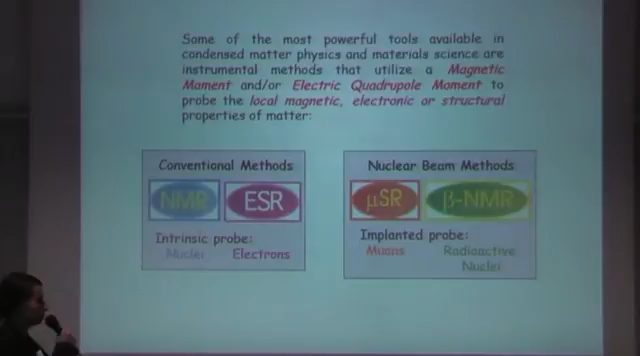 Some of the most powerful tools available in
condensed matter physics and materials science are
instrumental methods that utilize a Magnetic
Moment and/or Electric Quadrupole Moment to
probe the local magnetic, electronic or structural
properties of matter:
Conventional Methods
NMR ESR
Intrinsic probe:
Nuclei Electrons
Nuclear Beam Methods
μSR β-NMR
Implanted probe:
Muons Radioactive
Nuclei